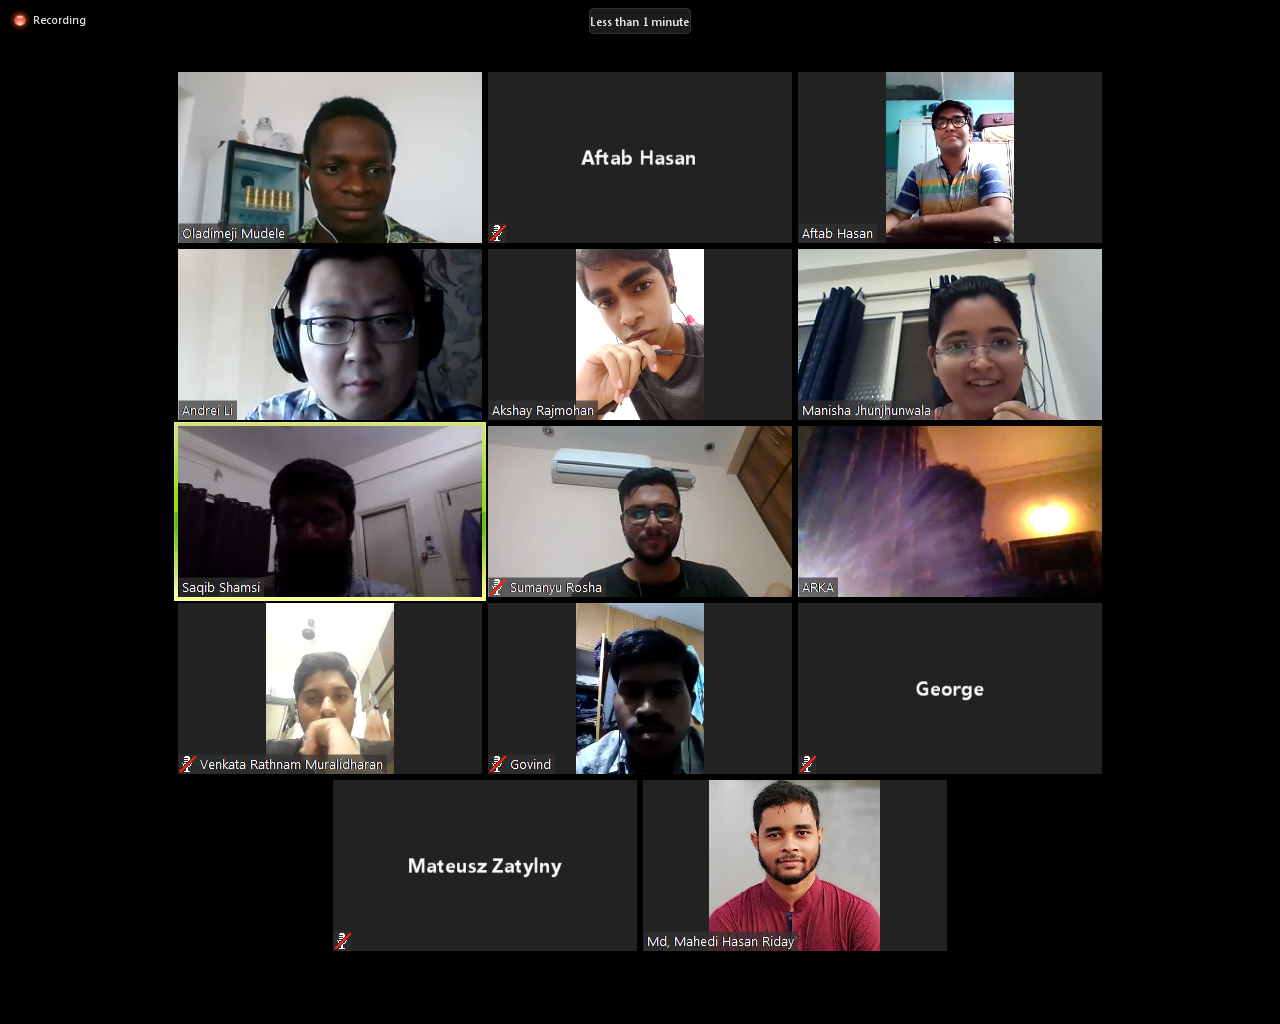 Recording
Less than 1 minute
Oladimeji Mudele
Aftab Hasan
Aftab Hasan
Andrei Li
Akshay Rajmohan
Manisha Jhunjhunwala
Saqib Shamsi
Sumanyu Rosha
ARKA
Venkata Rathnam Muralidharan
Govind
George
Mateusz Zatylny
Md, Mahedi Hasan Riday